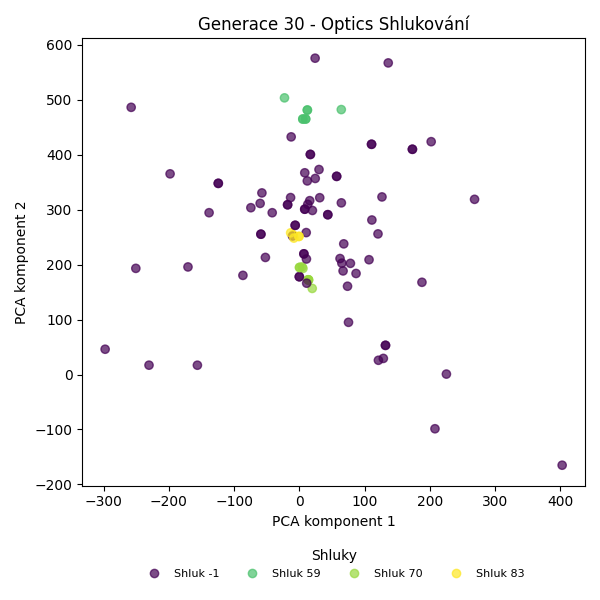 Generace 30 - Optics Shlukování
600
500
400
300
200
100
0
−100
−200
PCA komponent 2
−300 −200 −100 0 100 200 300 400
PCA komponent 1
Shluky
Shluk -1 Shluk 59 Shluk 70 Shluk 83